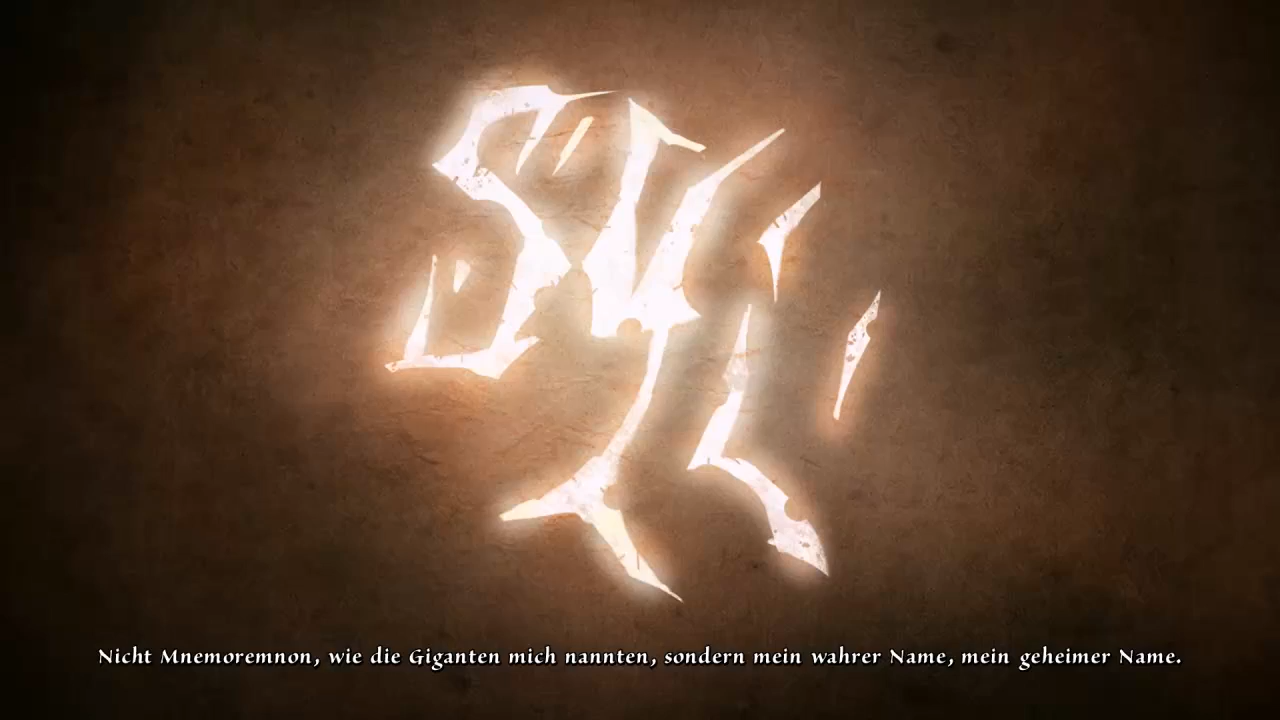 Nicht Mnemoremnon, wie die Giganten mich nannten, sondern mein wahrer Name, mein geheimer Name.